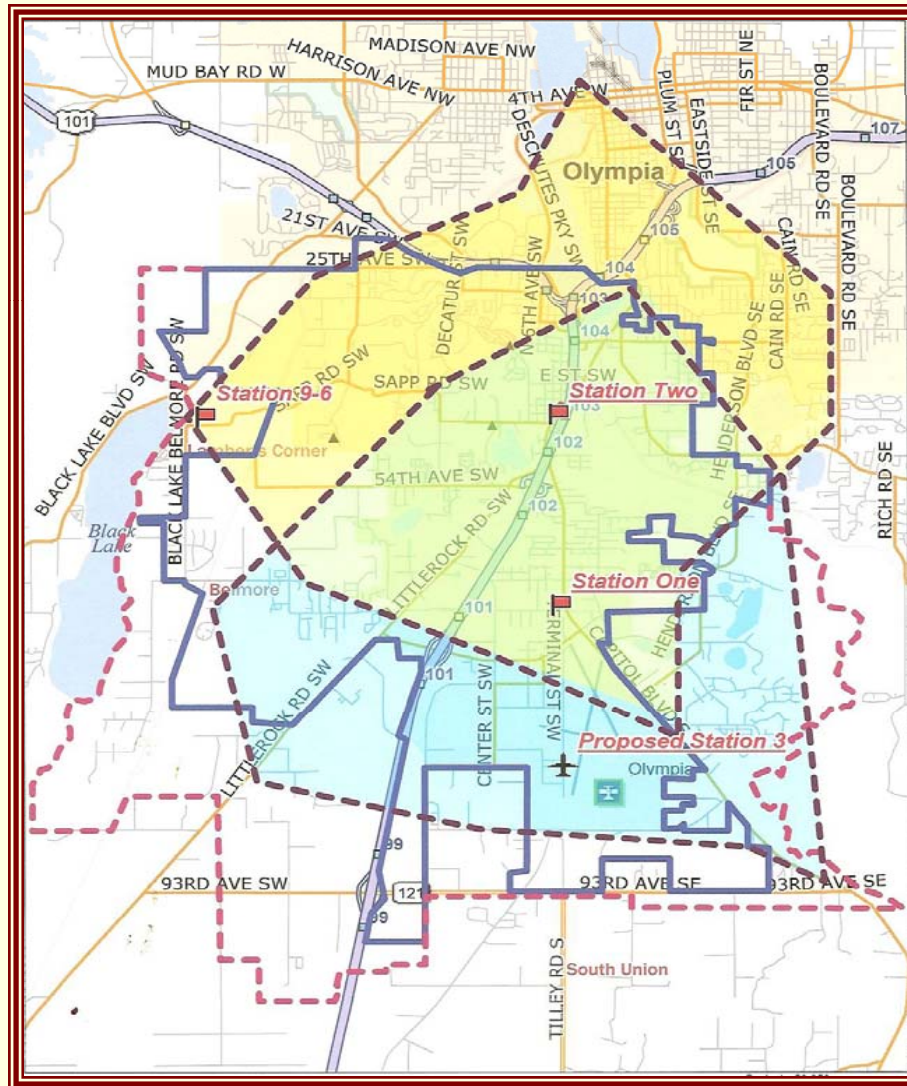 MADISON AVE NW
HARRISON AVE NW
MUD BAY RD W
4TH AVE W
PLUM ST SE
EASTSIDE ST SE
FIR ST NE
BOULEVARD RD SE
101
107
105
DESCHUTES PKY SW
Olympia
BOULEVARD RD SE
21ST AVE SW
105
CAIN RD SE
25TH AVE SW
104
DECATUR ST SW
103
104
CAIN RD SE
HENDERSON BLVD SE
E ST SW
SAPP RD SW
Station 9-6
Station Two
103
BLACK LAKE BLVD SW
BLACK LAKE BELMORE RD SW
102
54TH AVE SW
RICH RD SE
102
Black
Lake
LITTLEROCK RD SW
Belmore
Station One
101
HENDERSON BLVD SE
101
CENTER ST SW
LITTLEROCK RD SW
Proposed Station 3
Olympia
99
93RD AVE SW
121
93RD AVE SE
93RD AVE SE
99
South Union
TILLEY RD S